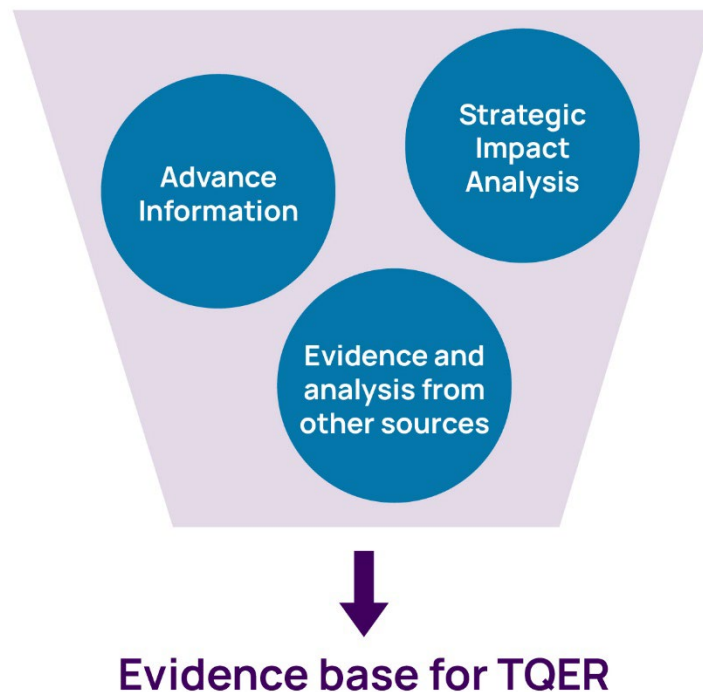 Advance
Information
Strategic
Impact
Analysis
Evidence and
analysis from
other sources
Evidence base for TQER